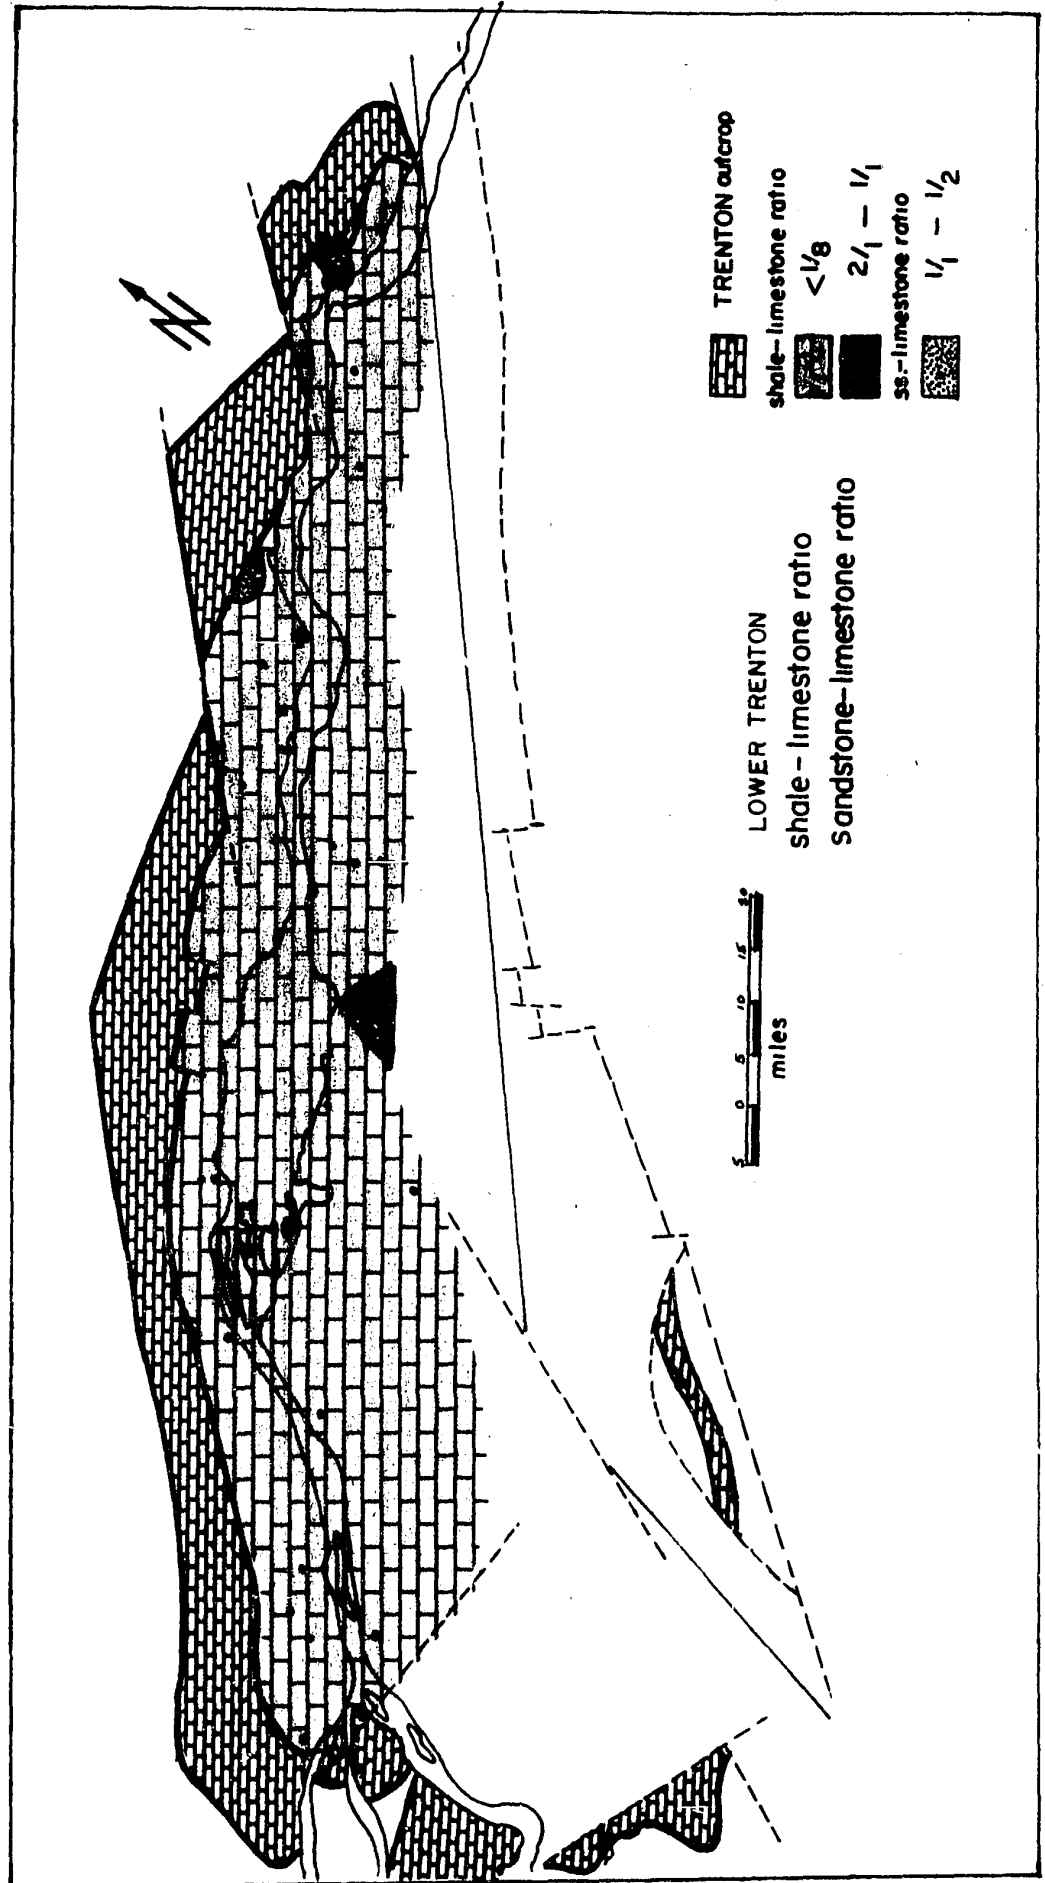 N
TRENTON outcrop
shale-limestone ratio
<1/8
2/1 - 1/1
ss.-limestone ratio
1/1 - 1/2
LOWER TRENTON
shale-limestone ratio
sandstone-limestone ratio
5 0 5 10 15 20
miles